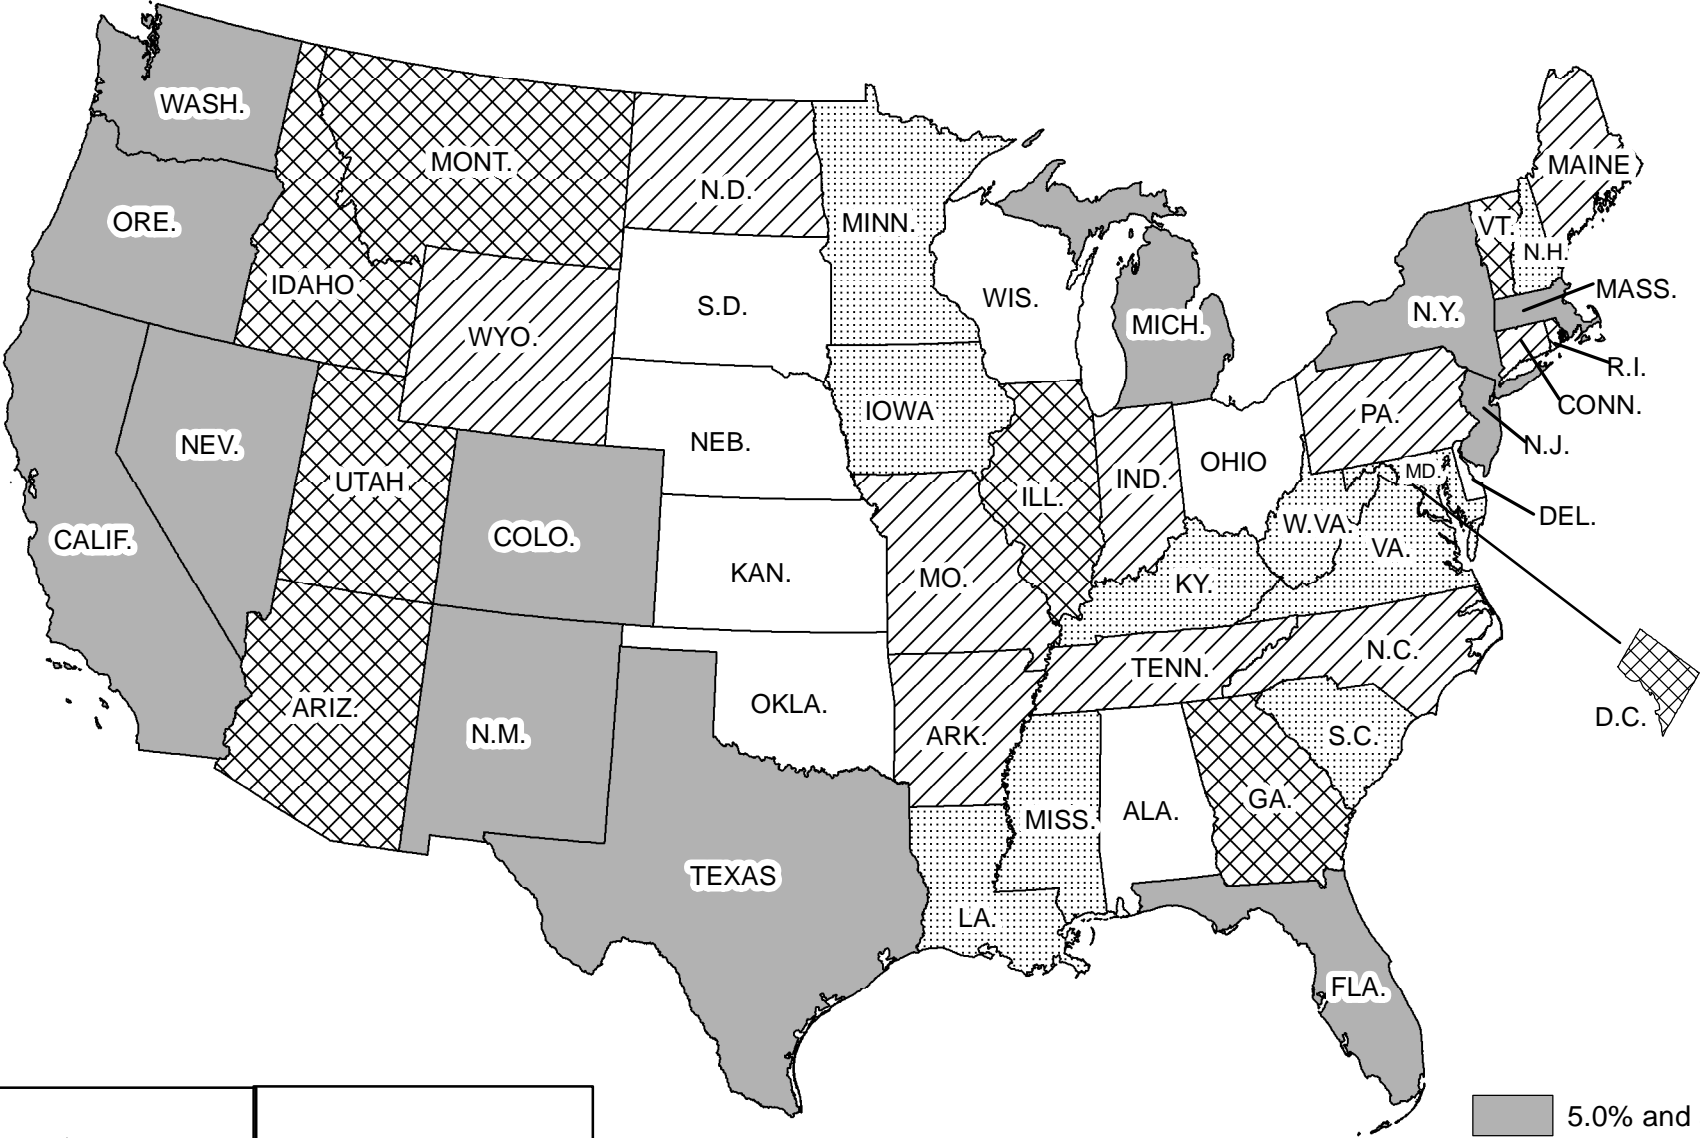 WASH.
MONT.
N.D.
MINN.
MAINE
ORE.
VT.
N.H.
IDAHO
S.D.
WIS.
MASS.
WYO.
MICH.
N.Y.
R.I.
CONN.
IOWA
PA.
NEV.
NEB.
OHIO
N.J.
UTAH
ILL.
IND.
MD.
DEL.
CALIF.
COLO.
KAN.
MO.
KY.
W.VA.
VA.
N.C.
TENN.
ARIZ.
N.M.
OKLA.
ARK.
S.C.
D.C.
MISS.
ALA.
GA.
TEXAS
LA.
FLA.
5.0% and